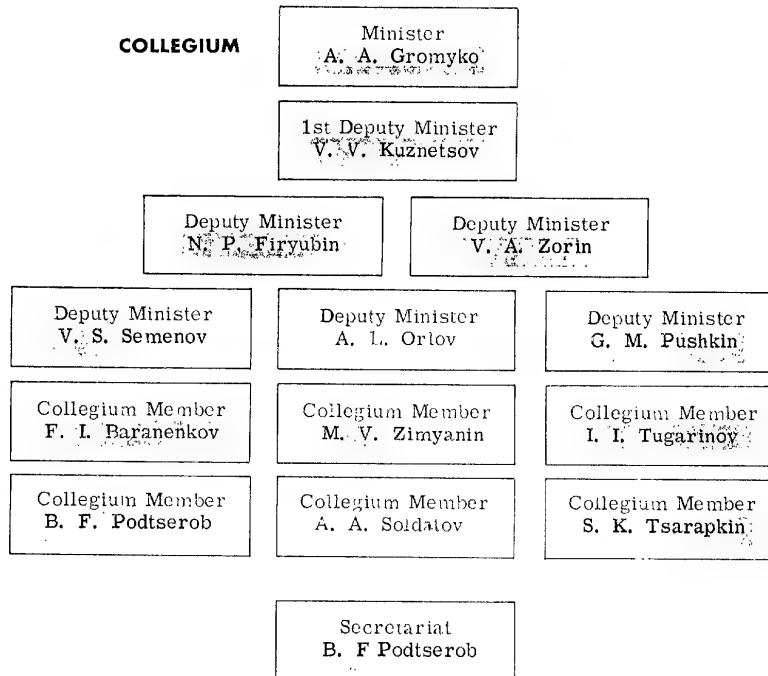 COLLEGIUM
Minister
A. A. Gromyko
1st Deputy Minister
V. V. Kuznetsov
Deputy Minister
N. P. Firyubin
Deputy Minister
V. A. Zorin
Deputy Minister
V. S. Semenov
Deputy Minister
A. L. Orlov
Deputy Minister
G. M. Pushkin
Collegium Member
F. I. Baranenkov
Collegium Member
M. V. Zimyanin
Collegium Member
I. I. Tugarinov
Collegium Member
B. F. Podtserob
Collegium Member
A. A. Soldatov
Collegium Member
S. K. Tsarapkin
Secretariat
B. F Podtserob